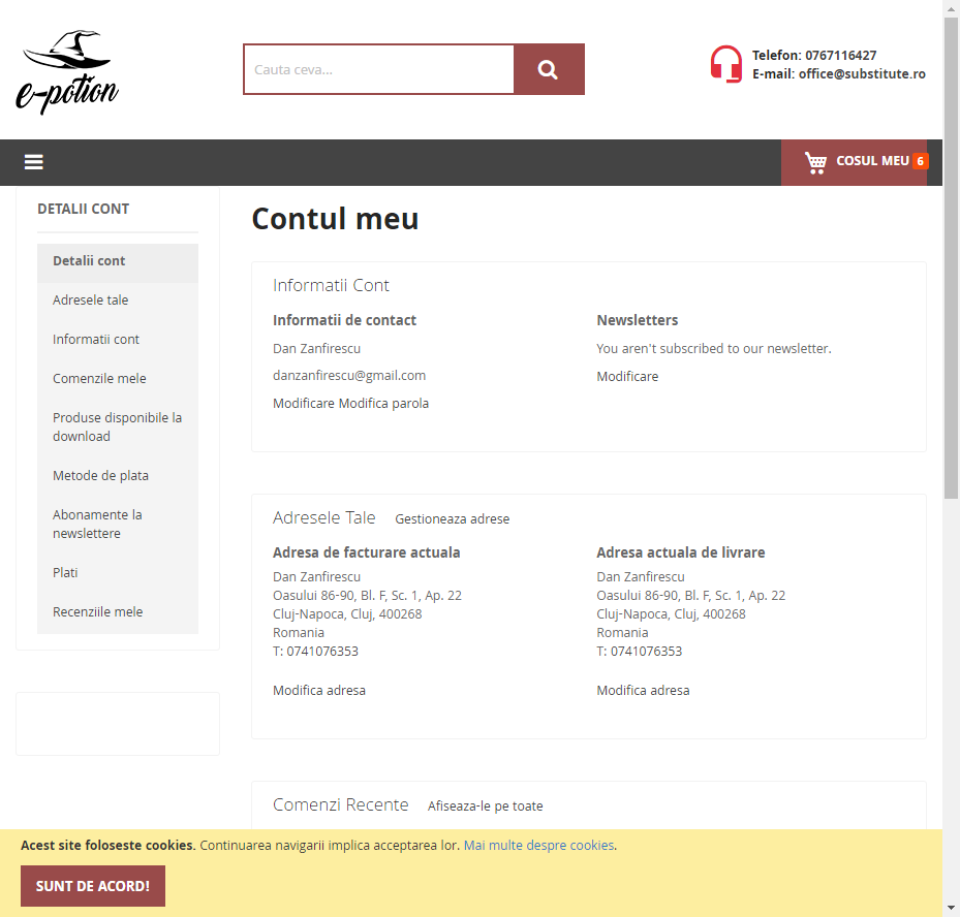 e-potion
Cauta ceva...
Telefon: 0767116427
E-mail: office@substitute.ro
COSUL MEU 6
DETALII CONT
Detalii cont
Adresele tale
Informatii cont
Comenzile mele
Produse disponibile la
download
Metode de plata
Abonamente la
newslettere
Plati
Recenziile mele
Contul meu
Informatii Cont
Informatii de contact
Dan Zanfirescu
danzanfirescu@gmail.com
Modificare Modifica parola
Newsletters
You aren't subscribed to our newsletter.
Modificare
Adresele Tale Gestioneaza adrese
Adresa de facturare actuala
Dan Zanfirescu
Oasului 86-90, Bl. F, Sc. 1, Ap. 22
Cluj-Napoca, Cluj, 400268
Romania
T: 0741076353
Modifica adresa
Adresa actuala de livrare
Dan Zanfirescu
Oasului 86-90, Bl. F, Sc. 1, Ap. 22
Cluj-Napoca, Cluj, 400268
Romania
T: 0741076353
Modifica adresa
Comenzi Recente Afiseaza-le pe toate
Acest site foloseste cookies. Continuarea navigarii implica acceptarea lor. Mai multe despre cookies.
SUNT DE ACORD!